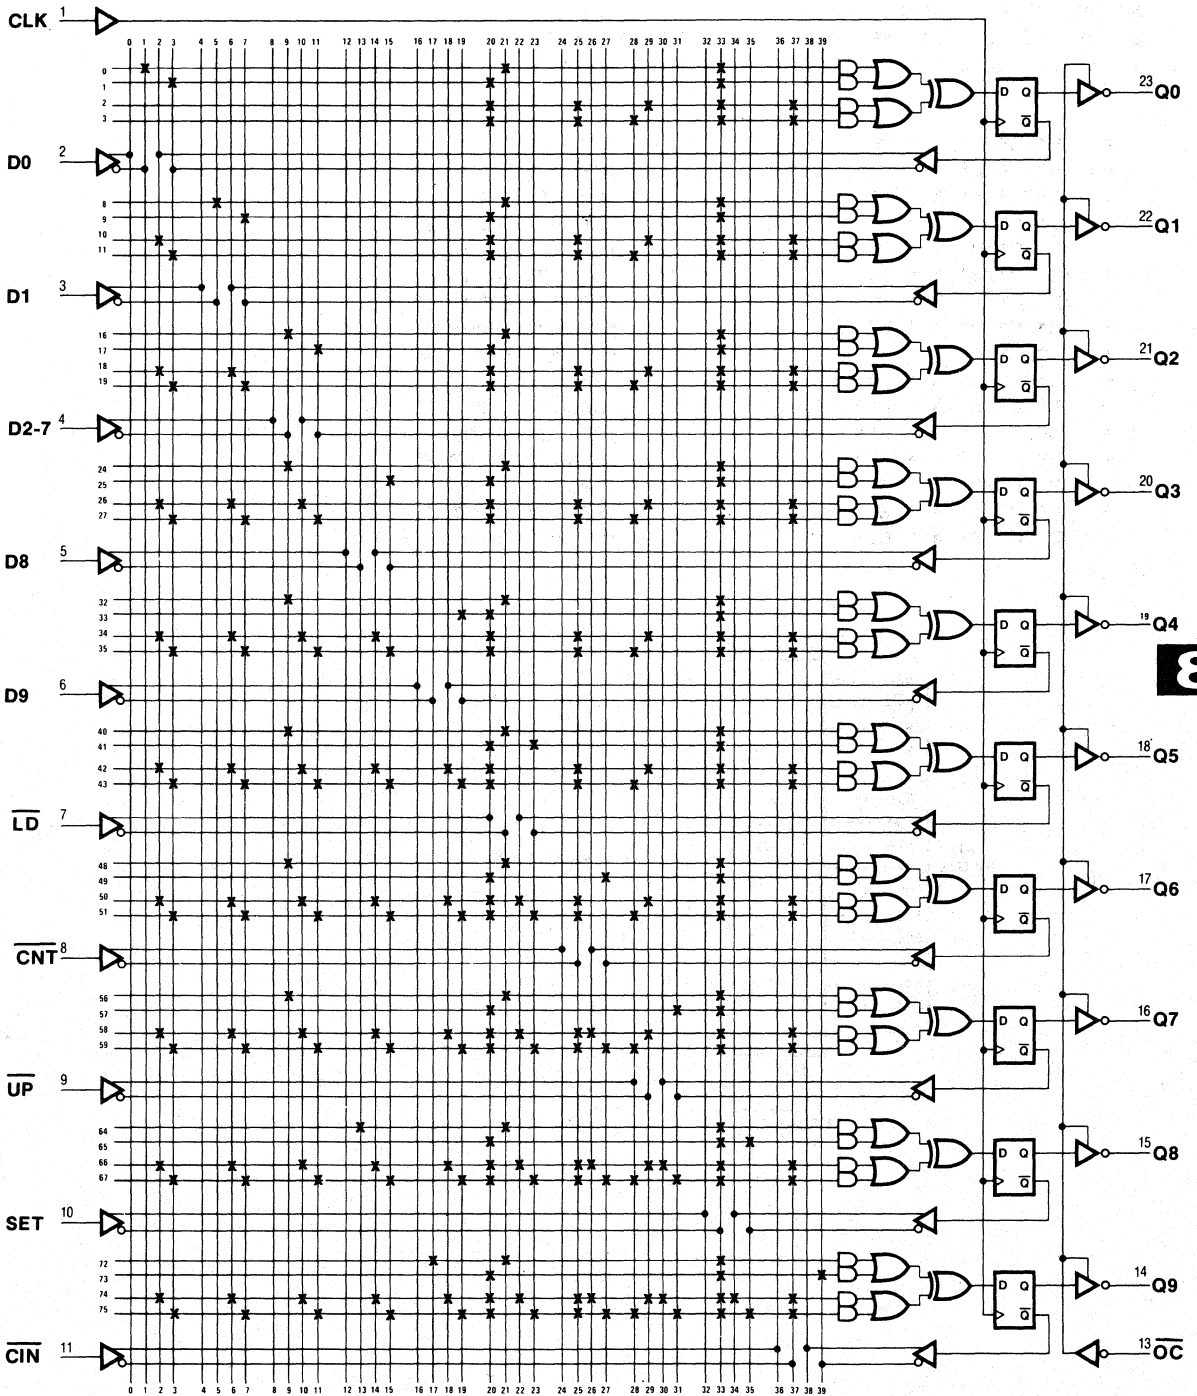 CLK 1
0 1 2 3 4 5 6 7 8 9 10 11 12 13 14 15 16 17 18 19 20 21 22 23 24 25 26 27 28 29 30 31 32 33 34 35 36 37 38 39
0
1
2
3
D Q
Q̅
23 Q0
D0 2
8
9
10
11
D Q
Q̅
22 Q1
D1 3
16
17
18
19
D Q
Q̅
21 Q2
D2-7 4
24
25
26
27
D Q
Q̅
20 Q3
D8 5
32
33
34
35
D Q
Q̅
19 Q4
8
D9 6
40
41
42
43
D Q
Q̅
18 Q5
L̅D̅ 7
48
49
50
51
D Q
Q̅
17 Q6
C̅N̅T̅ 8
56
57
58
59
D Q
Q̅
16 Q7
U̅P̅ 9
64
65
66
67
D Q
Q̅
15 Q8
SET 10
72
73
74
75
D Q
Q̅
14 Q9
C̅I̅N̅ 11
13 O̅C̅
0 1 2 3 4 5 6 7 8 9 10 11 12 13 14 15 16 17 18 19 20 21 22 23 24 25 26 27 28 29 30 31 32 33 34 35 36 37 38 39